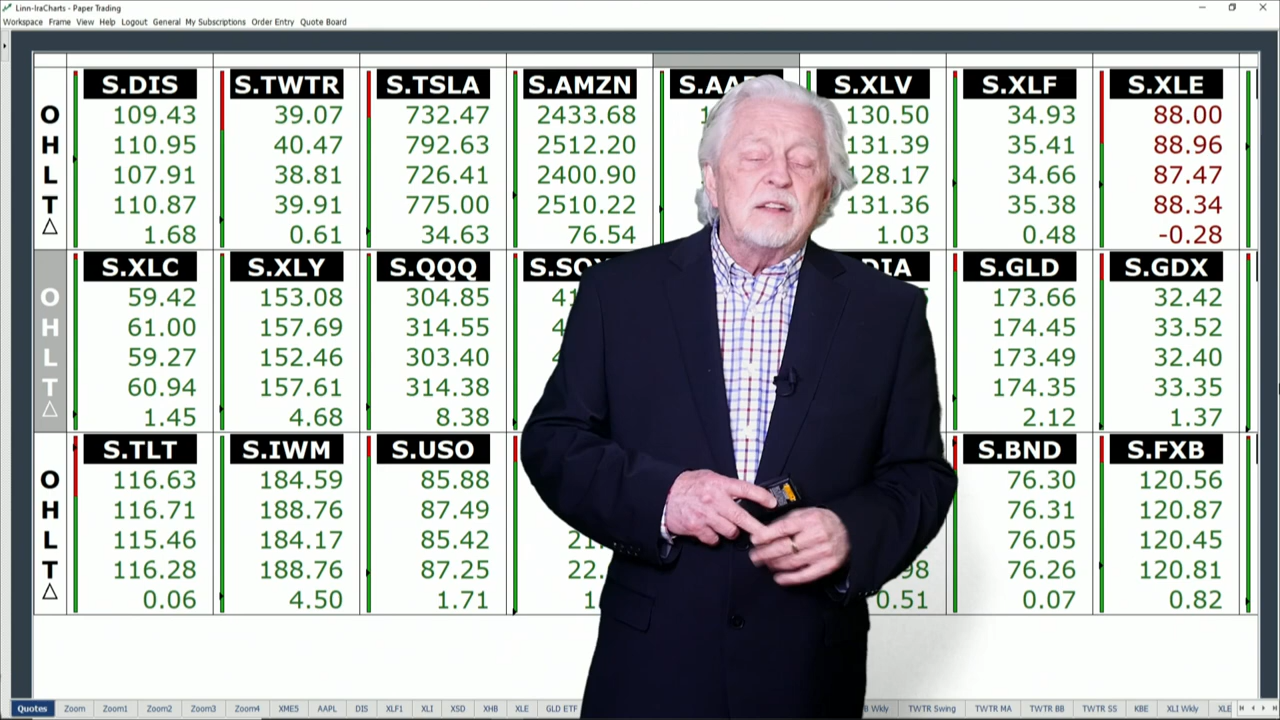 Linn-IraCharts - Paper Trading
Workspace Frame View Help Logout General My Subscriptions Order Entry Quote Board
S.DIS S.TWTR S.TSLA S.AMZN S.XLV S.XLF S.XLE
O 109.43 39.07 732.47 2433.68 130.50 34.93 88.00
H 110.95 40.47 792.63 2512.20 131.39 35.41 88.96
L 107.91 38.81 726.41 2400.90 128.17 34.66 87.47
T 110.87 39.91 775.00 2510.22 131.36 35.38 88.34
△ 1.68 0.61 34.63 76.54 1.03 0.48 -0.28
S.XLC S.XLY S.QQQ S.GLD S.GDX
O 59.42 153.08 304.85 173.66 32.42
H 61.00 157.69 314.55 174.45 33.52
L 59.27 152.46 303.40 173.49 32.40
T 60.94 157.61 314.38 174.35 33.35
△ 1.45 4.68 8.38 2.12 1.37
S.TLT S.IWM S.USO S.BND S.FXB
O 116.63 184.59 85.88 76.30 120.56
H 116.71 188.76 87.49 76.31 120.87
L 115.46 184.17 85.42 76.05 120.45
T 116.28 188.76 87.25 76.26 120.81
△ 0.06 4.50 1.71 0.51 0.07 0.82
Quotes Zoom Zoom1 Zoom2 Zoom3 Zoom4 XME5 AAPL DIS XLF1 XLI XSD XHB XLE GLD ETF Wkly TWTR Swing TWTR MA TWTR BB TWTR SS KBE XLI Wkly XLE